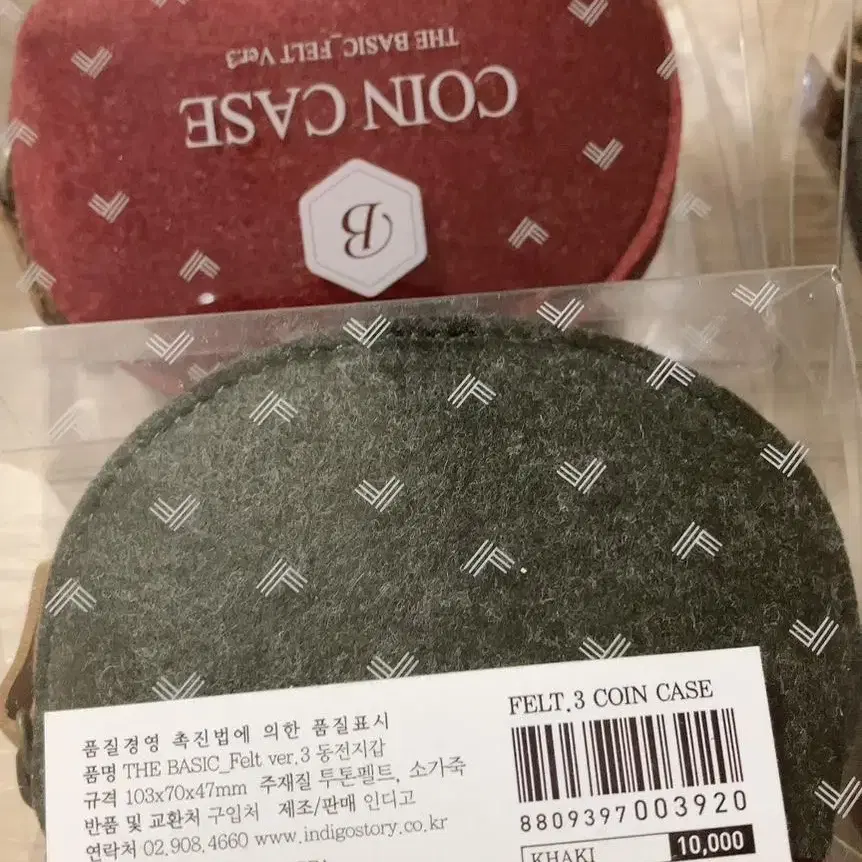 COIN CASE
THE BASIC_FELT Ver3
B
FELT.3 COIN CASE
품질경영 촉진법에 의한 품질표시
품명 THE BASIC_Felt ver.3 동전지갑
규격 103x70x47mm 주재질 투톤펠트, 소가죽
반품 및 교환처 구입처 제조/판매 인디고
연락처 02.908.4660 www.indigostory.co.kr
8809397003920
KHAKI 10,000